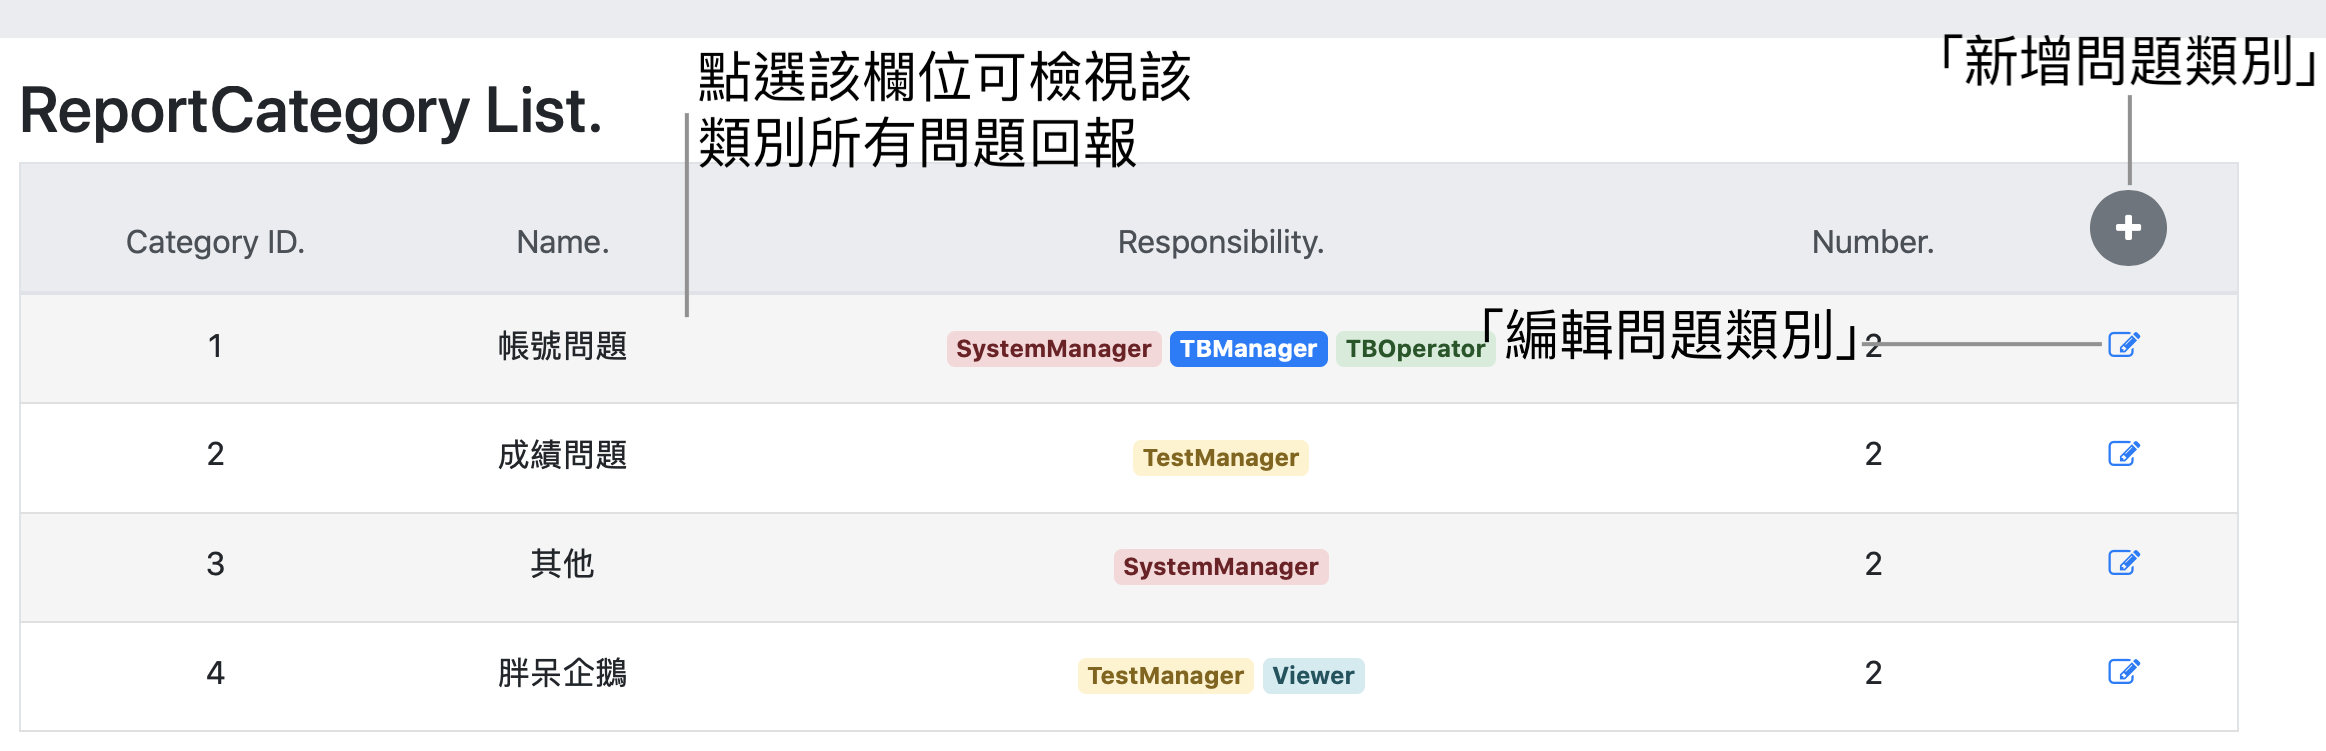 「新增問題類別」
點選該欄位可檢視該
類別所有問題回報
ReportCategory List.
Category ID. Name. Responsibility. Number.
1 帳號問題 SystemManager TBManager TBOperator 「編輯問題類別」 2
2 成績問題 TestManager 2
3 其他 SystemManager 2
4 胖呆企鵝 TestManager Viewer 2